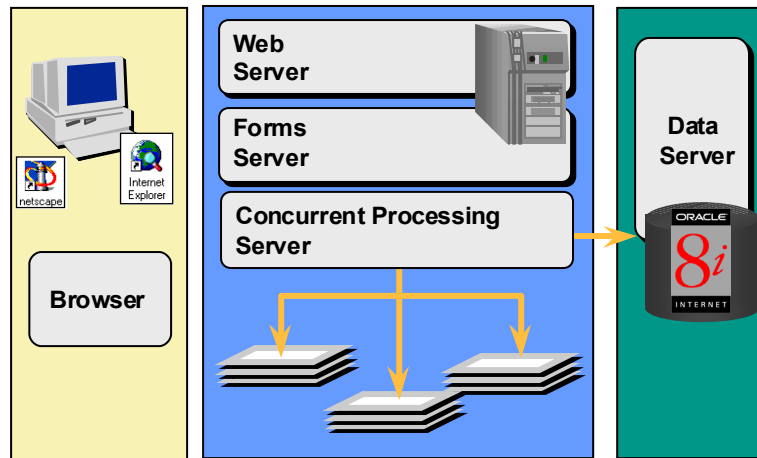 netscape
Internet
Explorer
Browser
Web
Server
Forms
Server
Concurrent Processing
Server
Data
Server
ORACLE
8i
INTERNET